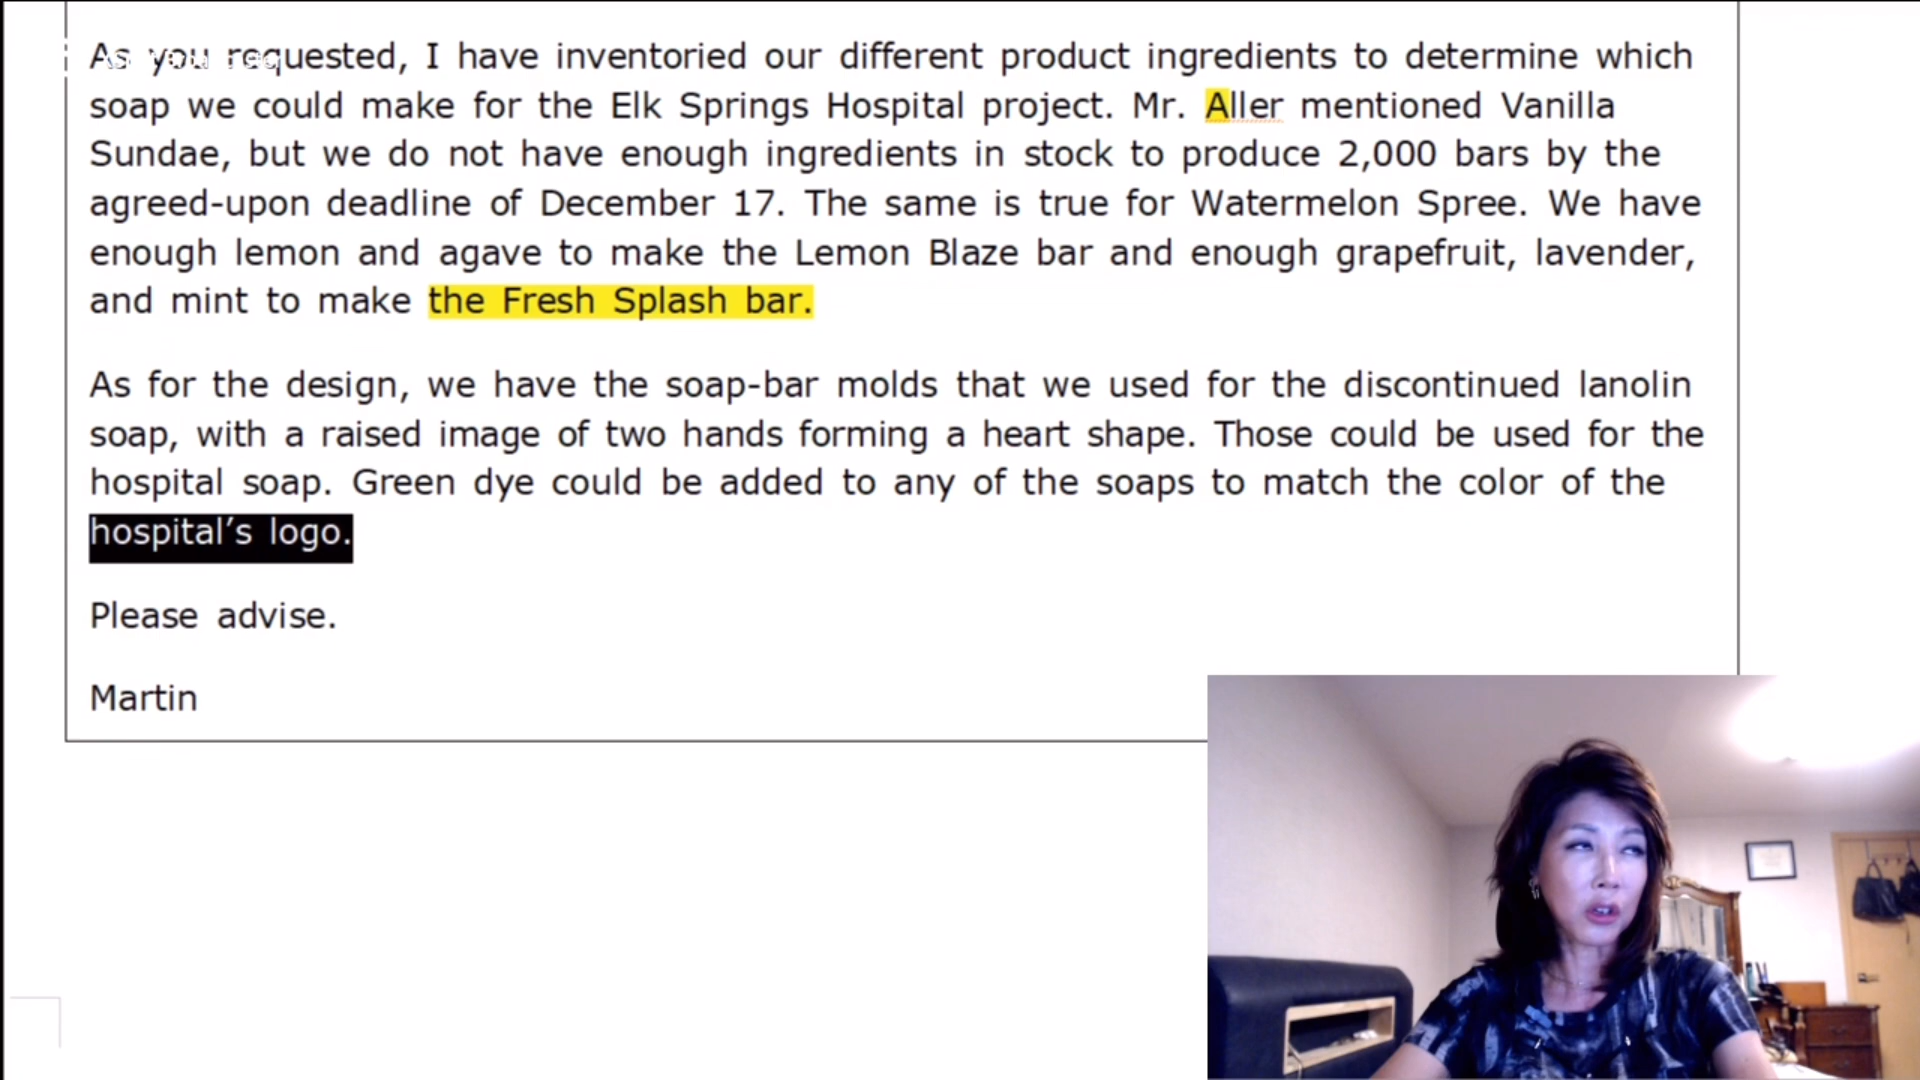 As you requested, I have inventoried our different product ingredients to determine which
soap we could make for the Elk Springs Hospital project. Mr. Aller mentioned Vanilla
Sundae, but we do not have enough ingredients in stock to produce 2,000 bars by the
agreed-upon deadline of December 17. The same is true for Watermelon Spree. We have
enough lemon and agave to make the Lemon Blaze bar and enough grapefruit, lavender,
and mint to make the Fresh Splash bar.
As for the design, we have the soap-bar molds that we used for the discontinued lanolin
soap, with a raised image of two hands forming a heart shape. Those could be used for the
hospital soap. Green dye could be added to any of the soaps to match the color of the
hospital’s logo.
Please advise.
Martin